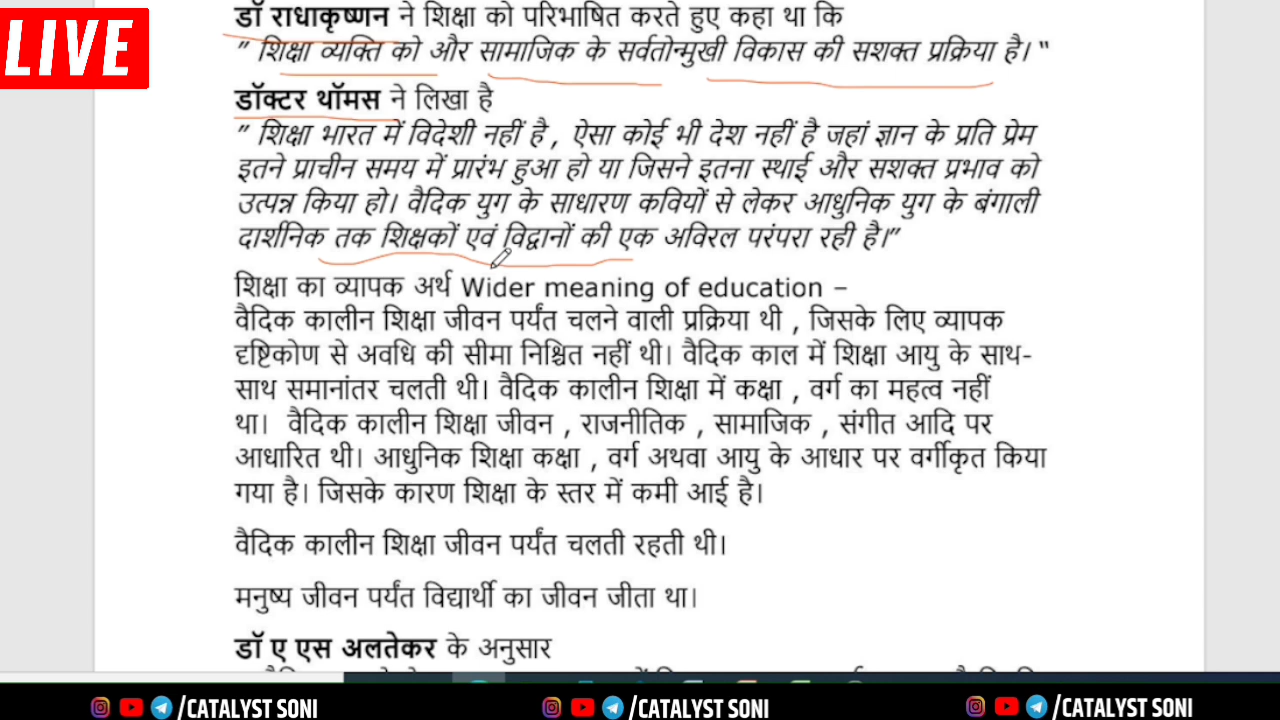 LIVE
डॉ राधाकृष्णन ने शिक्षा को परिभाषित करते हुए कहा था कि
" शिक्षा व्यक्ति को और सामाजिक के सर्वतोन्मुखी विकास की सशक्त प्रक्रिया है। "
डॉक्टर थॉमस ने लिखा है
" शिक्षा भारत में विदेशी नहीं है , ऐसा कोई भी देश नहीं है जहां ज्ञान के प्रति प्रेम
इतने प्राचीन समय में प्रारंभ हुआ हो या जिसने इतना स्थाई और सशक्त प्रभाव को
उत्पन्न किया हो। वैदिक युग के साधारण कवियों से लेकर आधुनिक युग के बंगाली
दार्शनिक तक शिक्षकों एवं विद्वानों की एक अविरल परंपरा रही है।"
शिक्षा का व्यापक अर्थ Wider meaning of education –
वैदिक कालीन शिक्षा जीवन पर्यंत चलने वाली प्रक्रिया थी , जिसके लिए व्यापक
दृष्टिकोण से अवधि की सीमा निश्चित नहीं थी। वैदिक काल में शिक्षा आयु के साथ-
साथ समानांतर चलती थी। वैदिक कालीन शिक्षा में कक्षा , वर्ग का महत्व नहीं
था। वैदिक कालीन शिक्षा जीवन , राजनीतिक , सामाजिक , संगीत आदि पर
आधारित थी। आधुनिक शिक्षा कक्षा , वर्ग अथवा आयु के आधार पर वर्गीकृत किया
गया है। जिसके कारण शिक्षा के स्तर में कमी आई है।
वैदिक कालीन शिक्षा जीवन पर्यंत चलती रहती थी।
मनुष्य जीवन पर्यंत विद्यार्थी का जीवन जीता था।
डॉ ए एस अलतेकर के अनुसार
/CATALYST SONI /CATALYST SONI /CATALYST SONI